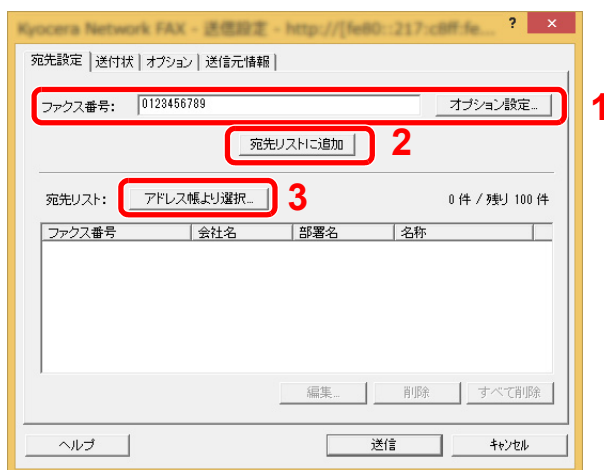 Kyocera Network FAX - 送信設定 - http://[fe80::217:c8ff:fe... ? ×
宛先設定 送付状 オプション 送信元情報
ファクス番号: 0123456789 オプション設定... 1
宛先リストに追加 2
宛先リスト: アドレス帳より選択... 3 0 件 / 残り 100 件
ファクス番号 会社名 部署名 名称
編集... 削除 すべて削除
ヘルプ 送信 キャンセル